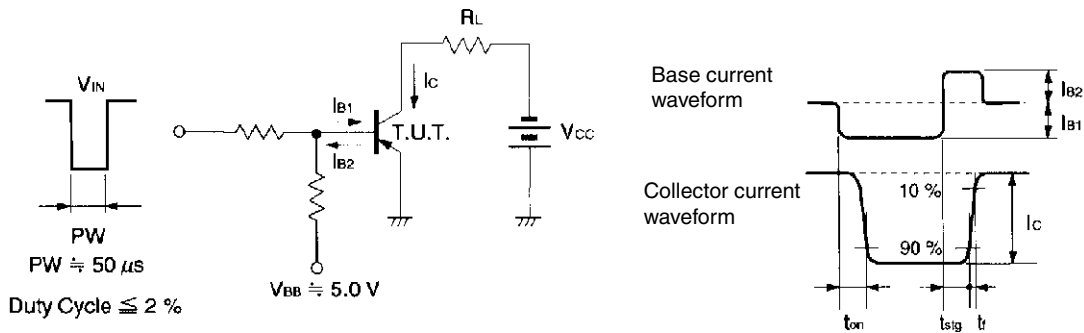 RL
VIN
IC
IB1
T.U.T.
IB2
VCC
PW
PW ≒ 50 μs
Duty Cycle ≦ 2 %
VBB ≒ 5.0 V
Base current
waveform
IB2
IB1
Collector current
waveform
10 %
90 %
IC
ton
tstg
tf